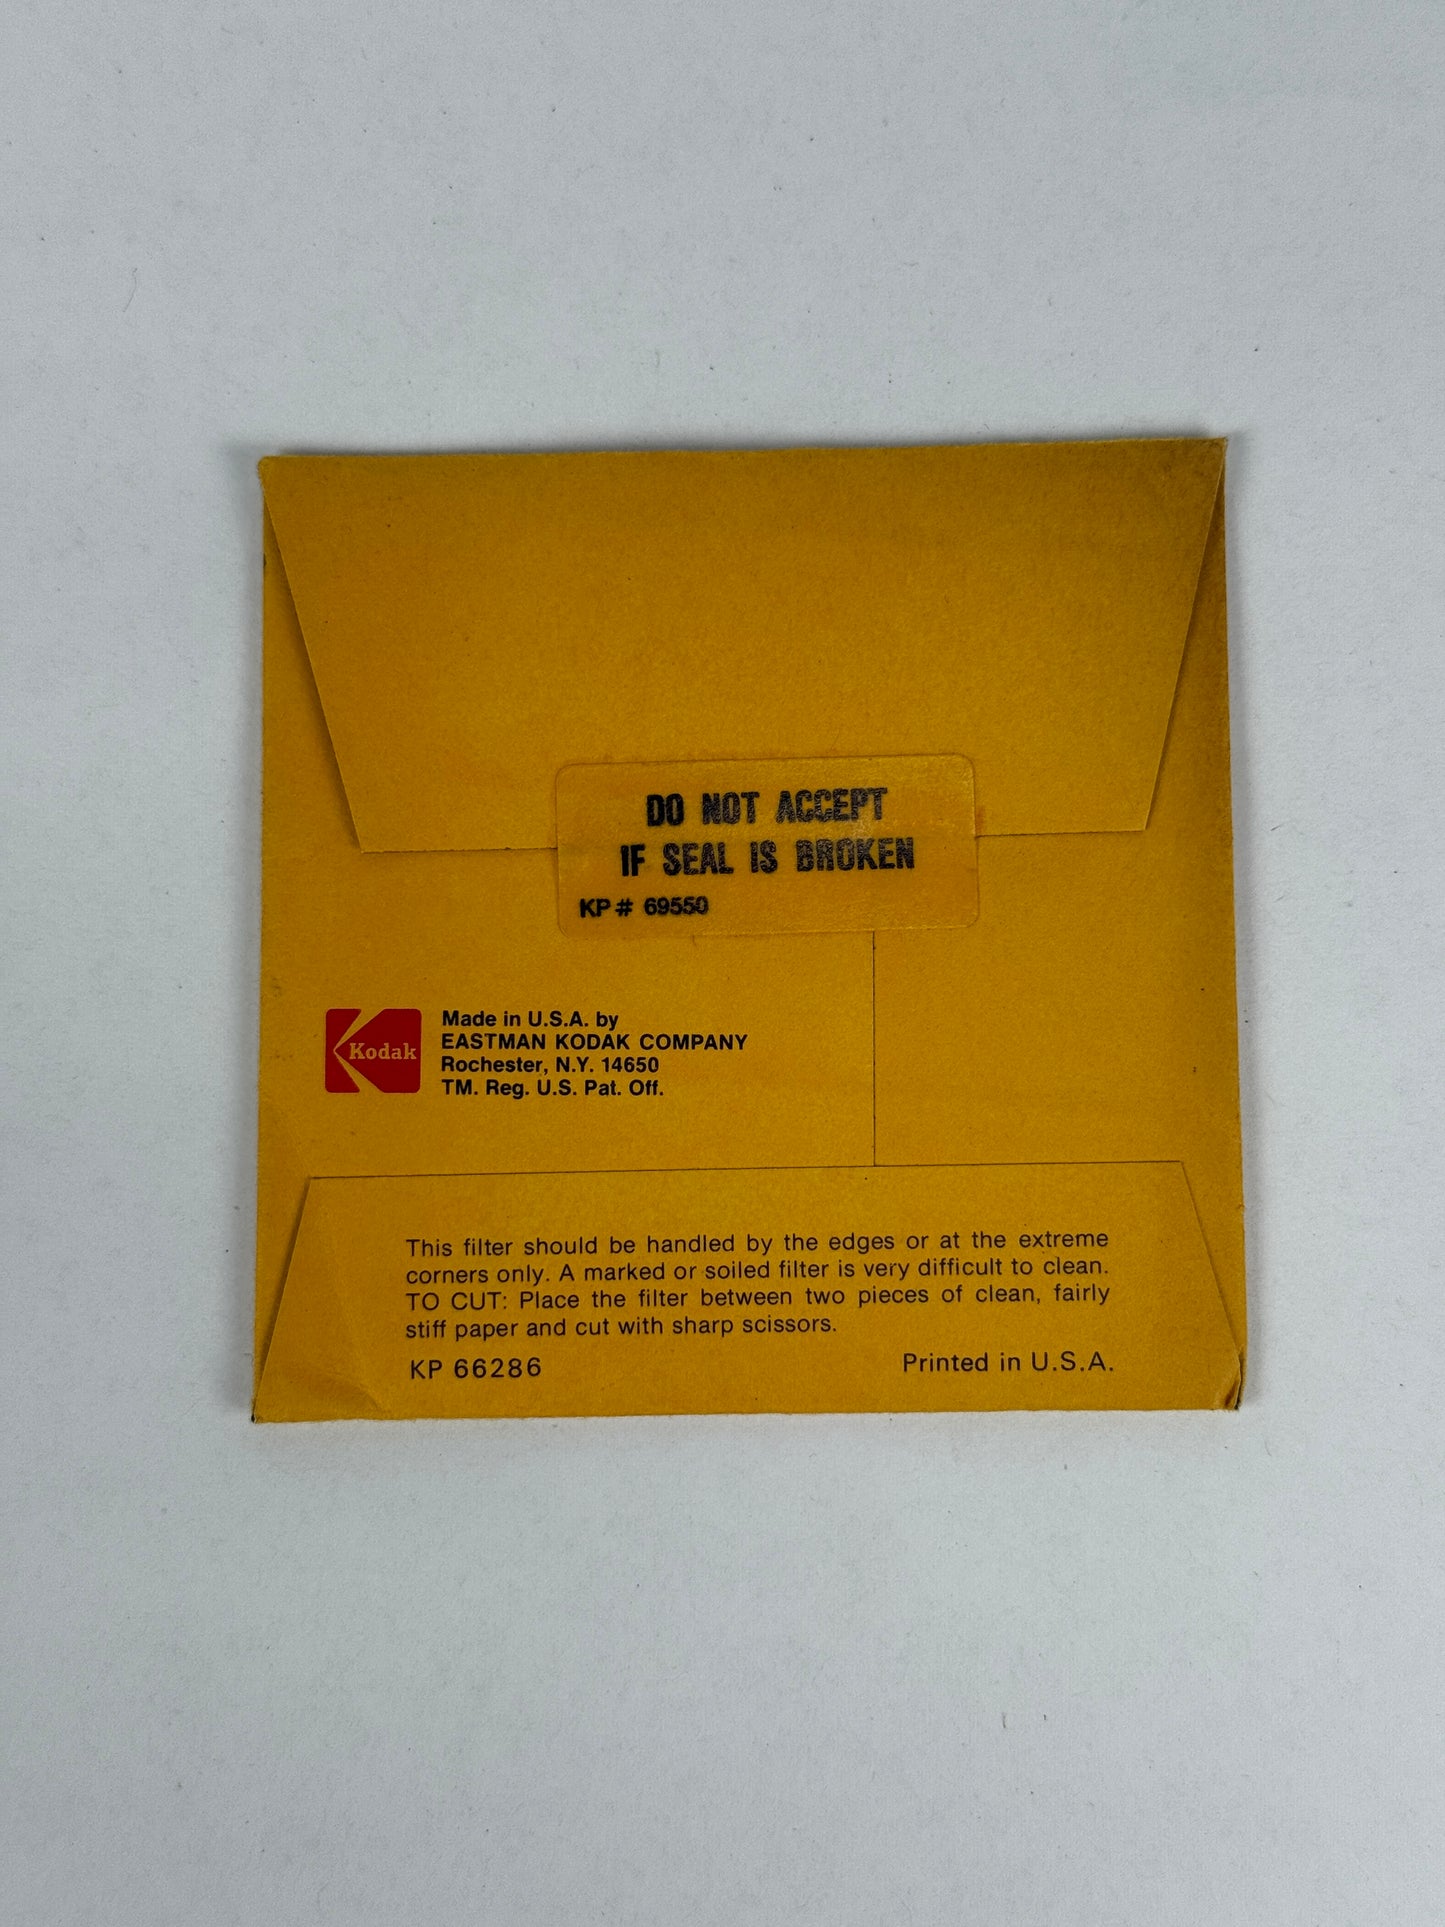 DO NOT ACCEPT
IF SEAL IS BROKEN
KP# 69550
Kodak
Made in U.S.A. by
EASTMAN KODAK COMPANY
Rochester, N.Y. 14650
TM. Reg. U.S. Pat. Off.
This filter should be handled by the edges or at the extreme
corners only. A marked or soiled filter is very difficult to clean.
TO CUT: Place the filter between two pieces of clean, fairly
stiff paper and cut with sharp scissors.
KP 66286
Printed in U.S.A.